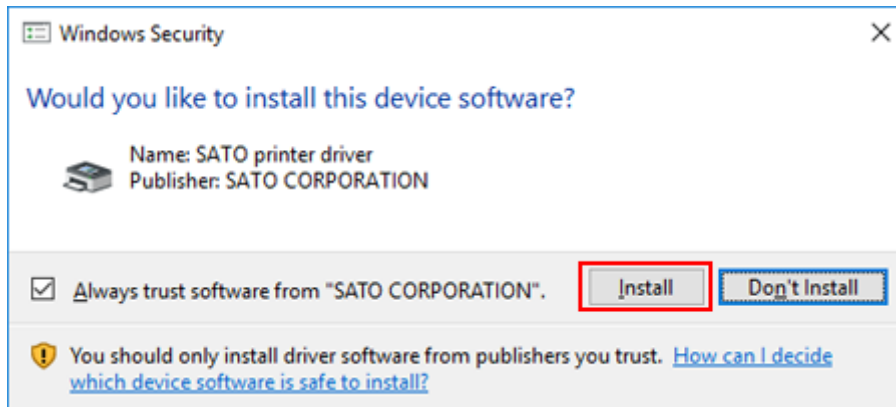 Windows Security
Would you like to install this device software?
Name: SATO printer driver
Publisher: SATO CORPORATION
Always trust software from "SATO CORPORATION".
Install
Don't Install
You should only install driver software from publishers you trust. How can I decide
which device software is safe to install?